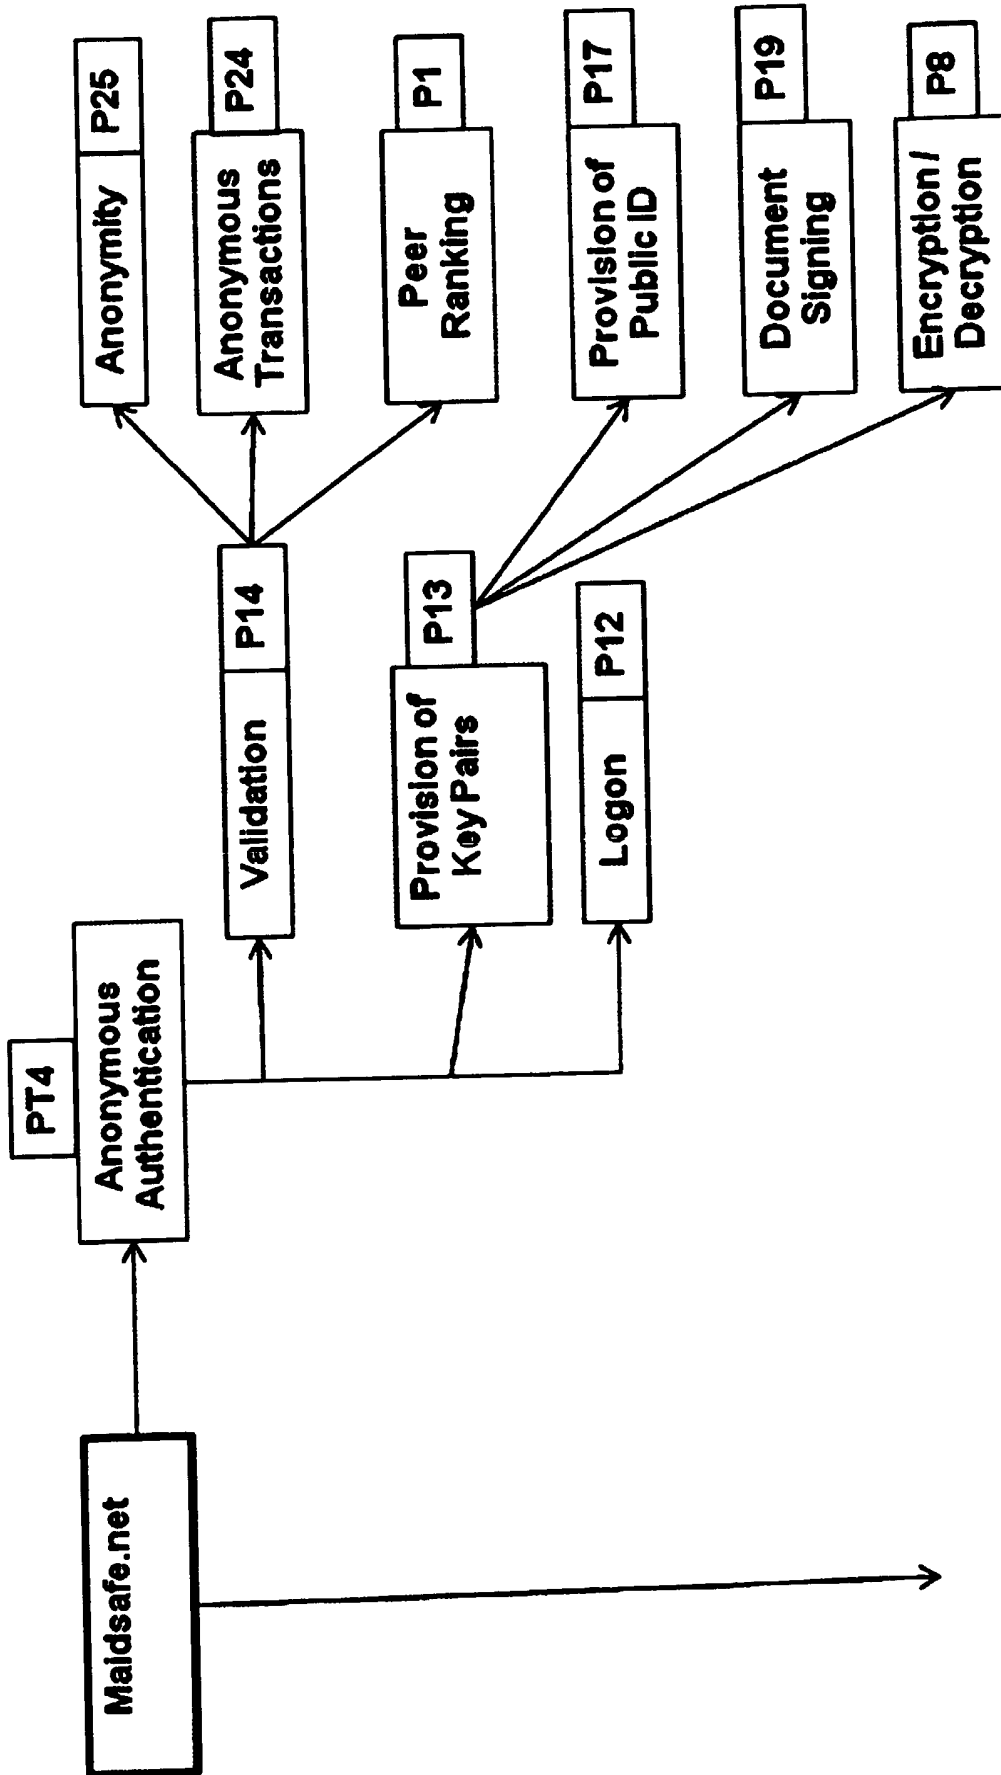 Maidsafe.net
PT4
Anonymous
Authentication
Validation
P14
Provision of
Key Pairs
P13
Logon
P12
Anonymity
P25
Anonymous
Transactions
P24
Peer
Ranking
P1
Provision of
Public ID
P17
Document
Signing
P19
Encryption /
Decryption
P8